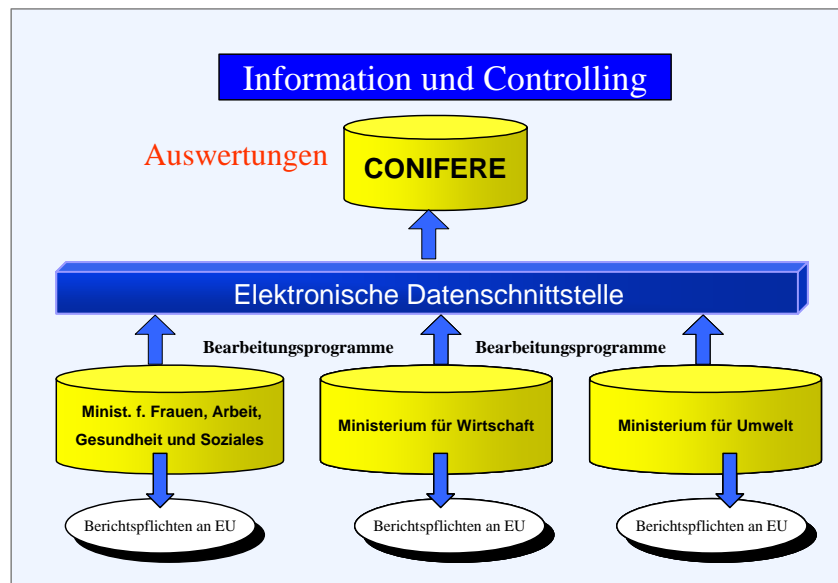 Information und Controlling
Auswertungen
CONIFERE
Elektronische Datenschnittstelle
Bearbeitungsprogramme
Bearbeitungsprogramme
Minist. f. Frauen, Arbeit,
Gesundheit und Soziales
Ministerium für Wirtschaft
Ministerium für Umwelt
Berichtspflichten an EU
Berichtspflichten an EU
Berichtspflichten an EU